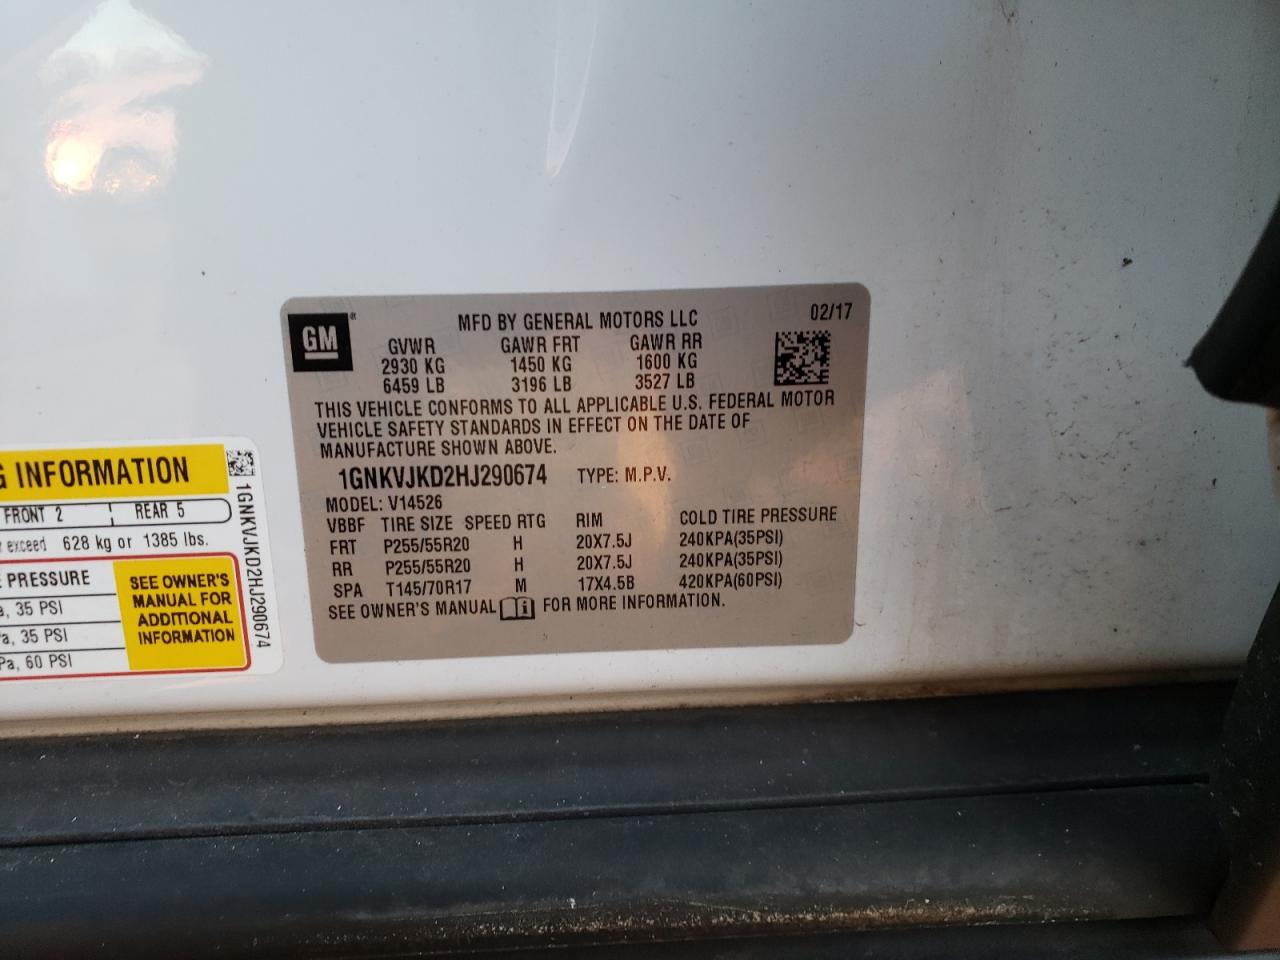 GM
MFD BY GENERAL MOTORS LLC 02/17
GVWR GAWR FRT GAWR RR
2930 KG 1450 KG 1600 KG
6459 LB 3196 LB 3527 LB
THIS VEHICLE CONFORMS TO ALL APPLICABLE U.S. FEDERAL MOTOR
VEHICLE SAFETY STANDARDS IN EFFECT ON THE DATE OF
MANUFACTURE SHOWN ABOVE.
1GNKVJKD2HJ290674 TYPE: M.P.V.
MODEL: V14526
VBBF TIRE SIZE SPEED RTG RIM COLD TIRE PRESSURE
FRT P255/55R20 H 20X7.5J 240KPA(35PSI)
RR P255/55R20 H 20X7.5J 240KPA(35PSI)
SPA T145/70R17 M 17X4.5B 420KPA(60PSI)
SEE OWNER'S MANUAL FOR MORE INFORMATION.
INFORMATION
FRONT 2 REAR 5
exceed 628 kg or 1385 lbs.
PRESSURE
35 PSI
35 PSI
60 PSI
SEE OWNER'S
MANUAL FOR
ADDITIONAL
INFORMATION
1GNKVJKD2HJ290674